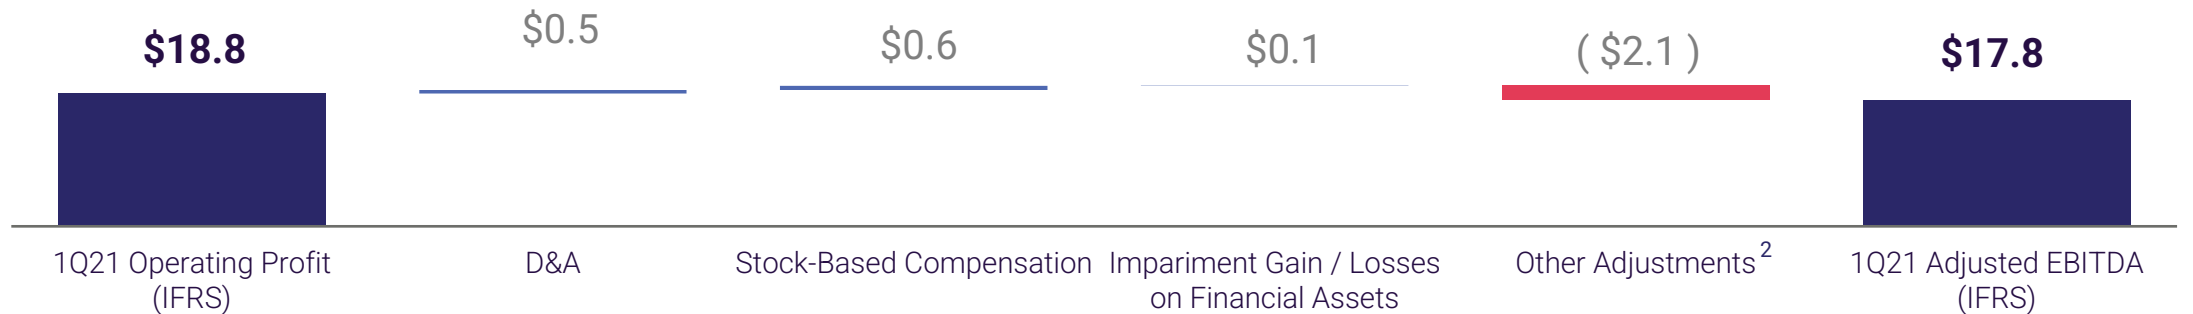 $18.8
$0.5
$0.6
$0.1
( $2.1 )
$17.8
1Q21 Operating Profit
(IFRS)
D&A
Stock-Based Compensation
Impariment Gain / Losses
on Financial Assets
Other Adjustments 2
1Q21 Adjusted EBITDA
(IFRS)